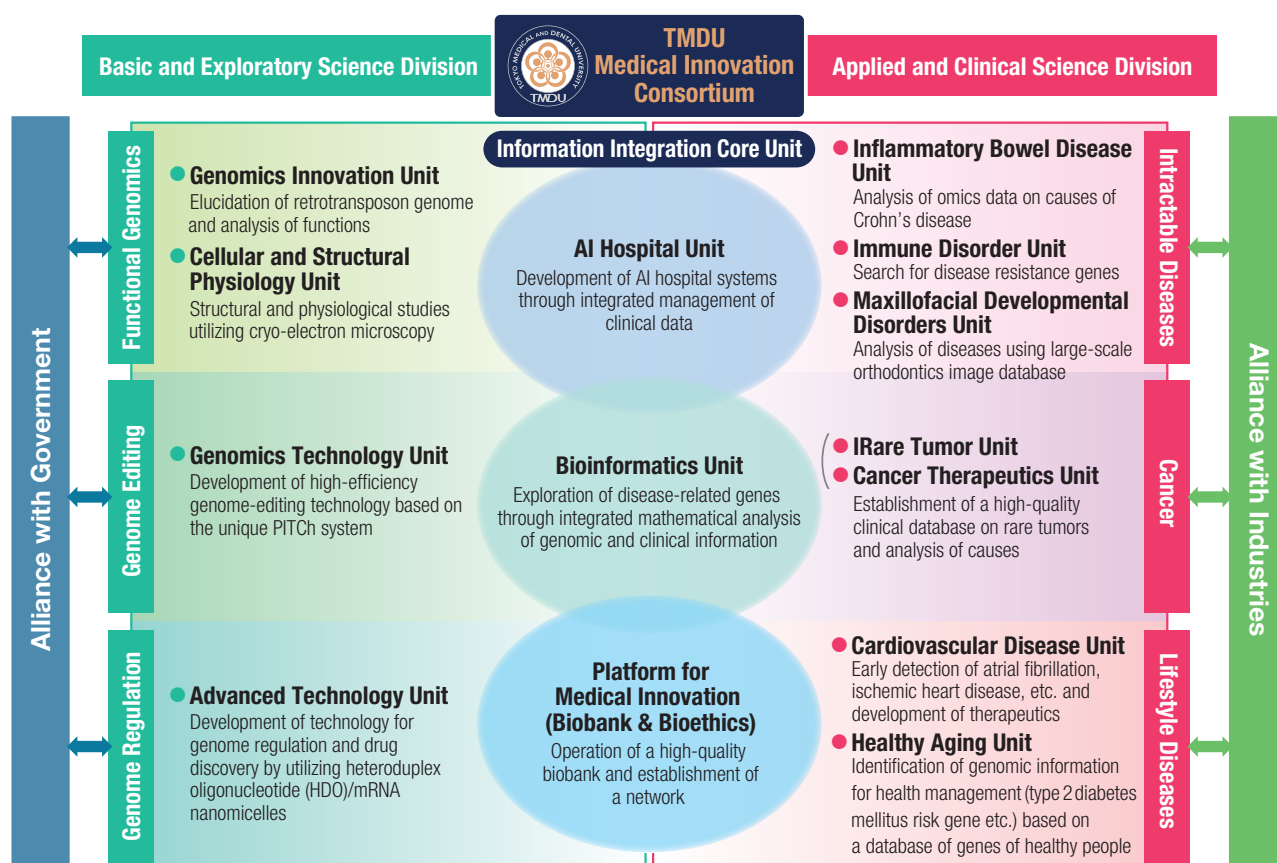 Basic and Exploratory Science Division
TOKYO MEDICAL AND DENTAL UNIVERSITY
TMDU
TMDU
Medical Innovation
Consortium
Applied and Clinical Science Division
Alliance with Government
Functional Genomics
Genomics Innovation Unit
Elucidation of retrotransposon genome
and analysis of functions
Cellular and Structural
Physiology Unit
Structural and physiological studies
utilizing cryo-electron microscopy
Genome Editing
Genomics Technology Unit
Development of high-efficiency
genome-editing technology based on
the unique PITCh system
Genome Regulation
Advanced Technology Unit
Development of technology for
genome regulation and drug
discovery by utilizing heteroduplex
oligonucleotide (HDO)/mRNA
nanomicelles
Information Integration Core Unit
AI Hospital Unit
Development of AI hospital systems
through integrated management of
clinical data
Bioinformatics Unit
Exploration of disease-related genes
through integrated mathematical analysis
of genomic and clinical information
Platform for
Medical Innovation
(Biobank & Bioethics)
Operation of a high-quality
biobank and establishment of
a network
Inflammatory Bowel Disease
Unit
Analysis of omics data on causes of
Crohn's disease
Immune Disorder Unit
Search for disease resistance genes
Maxillofacial Developmental
Disorders Unit
Analysis of diseases using large-scale
orthodontics image database
Intractable Diseases
IRare Tumor Unit
Cancer Therapeutics Unit
Establishment of a high-quality
clinical database on rare tumors
and analysis of causes
Cancer
Cardiovascular Disease Unit
Early detection of atrial fibrillation,
ischemic heart disease, etc. and
development of therapeutics
Healthy Aging Unit
Identification of genomic information
for health management (type 2 diabetes
mellitus risk gene etc.) based on
a database of genes of healthy people
Lifestyle Diseases
Alliance with Industries